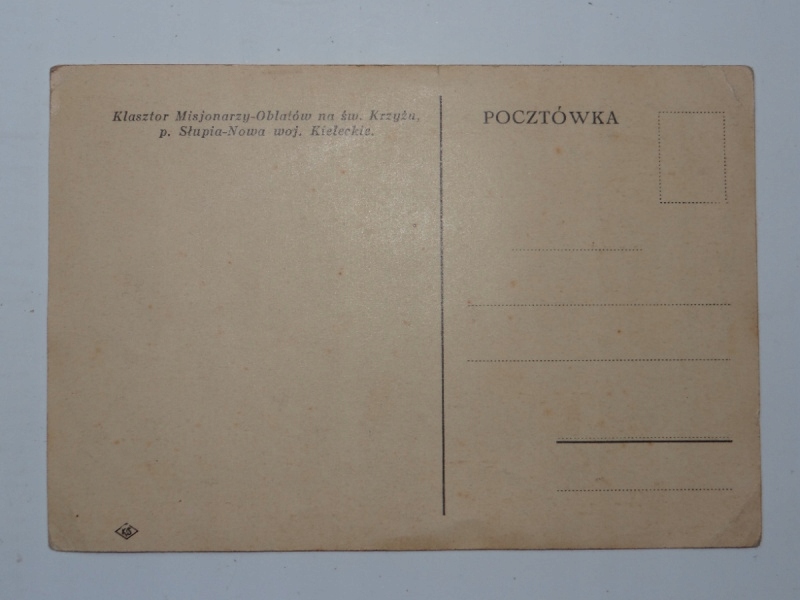 Klasztor Misjonarzy-Oblatów na św. Krzyżu,
p. Słupia-Nowa woj. Kieleckie.
POCZTÓWKA